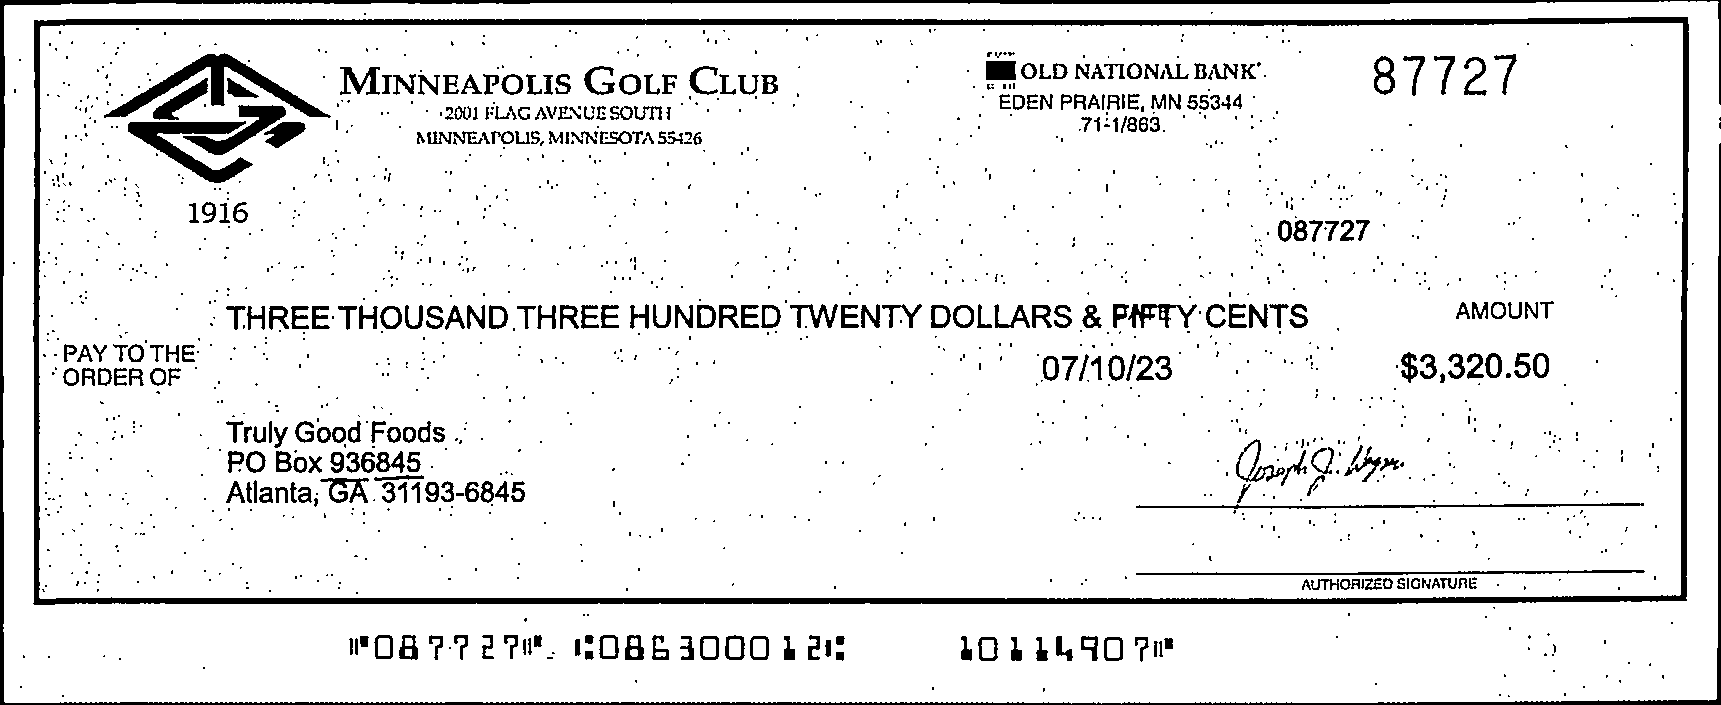 MINNEAPOLIS GOLF CLUB
2001 FLAG AVENUE SOUTH
MINNEAPOLIS, MINNESOTA 55426
1916
OLD NATIONAL BANK
EDEN PRAIRIE, MN 55344
71-1/863
87727
087727
THREE THOUSAND THREE HUNDRED TWENTY DOLLARS & FIFTY CENTS
AMOUNT
PAY TO THE
ORDER OF
07/10/23
$3,320.50
Truly Good Foods
PO Box 936845
Atlanta, GA 31193-6845
Joseph J.
AUTHORIZED SIGNATURE
⑈087727⑈ ⑆086300012⑆ 10114907⑈